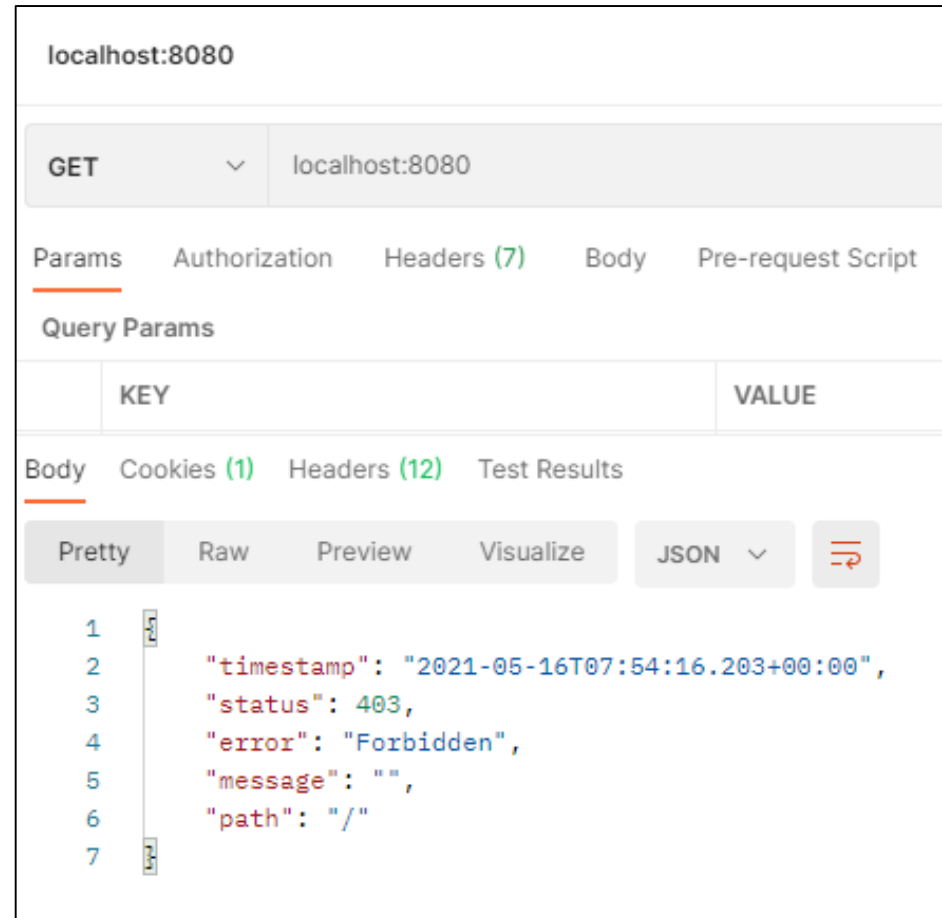 localhost:8080
GET localhost:8080
Params Authorization Headers (7) Body Pre-request Script
Query Params
KEY VALUE
Body Cookies (1) Headers (12) Test Results
Pretty Raw Preview Visualize JSON
1 {
2 "timestamp": "2021-05-16T07:54:16.203+00:00",
3 "status": 403,
4 "error": "Forbidden",
5 "message": "",
6 "path": "/"
7 }